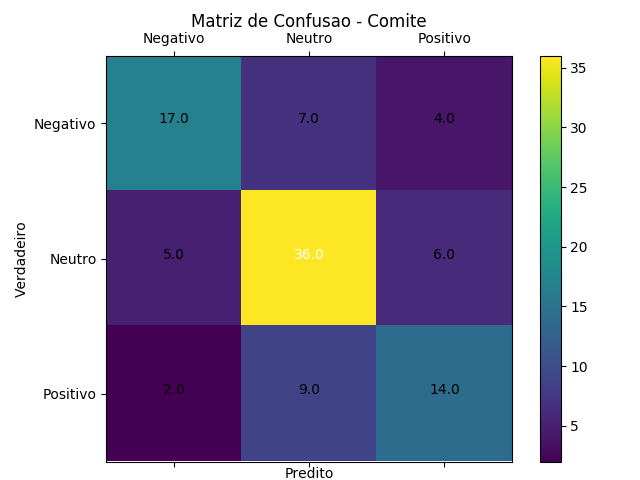 Matriz de Confusao - Comite
Negativo Neutro Positivo
Negativo 17.0 7.0 4.0
Neutro 5.0 36.0 6.0
Positivo 2.0 9.0 14.0
Verdadeiro
Predito
35
30
25
20
15
10
5